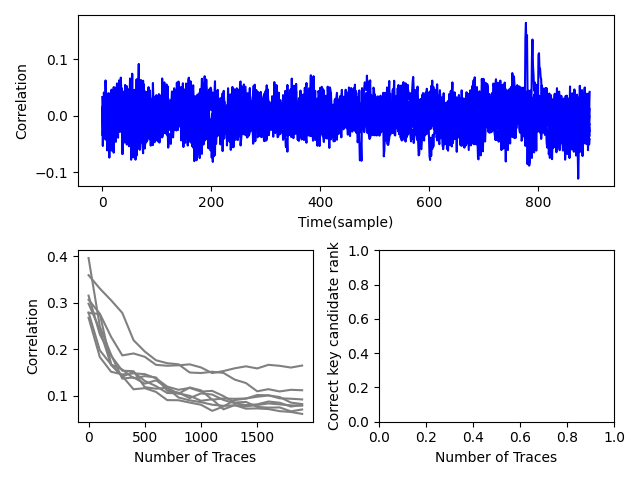 Correlation
0.1
0.0
−0.1
0 200 400 600 800
Time(sample)
Correlation
0.4
0.3
0.2
0.1
0 500 1000 1500
Number of Traces
Correct key candidate rank
1.0
0.8
0.6
0.4
0.2
0.0
0.0 0.2 0.4 0.6 0.8 1.0
Number of Traces